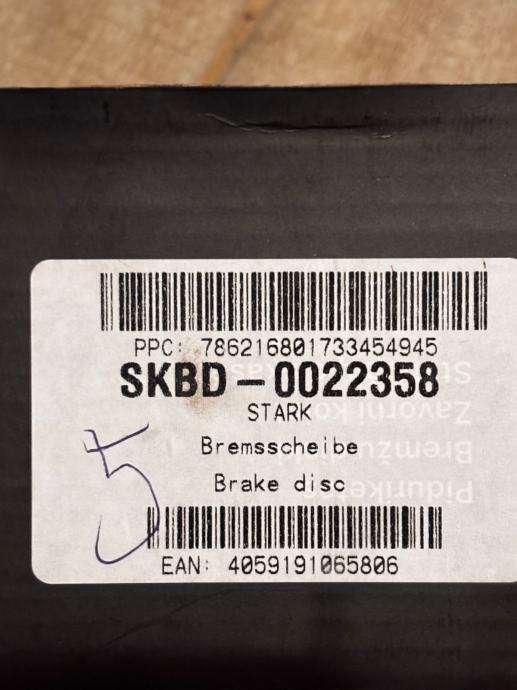 PPC: 786216801733454945
SKBD-0022358
STARK
Bremsscheibe
Brake disc
5
EAN: 4059191065806